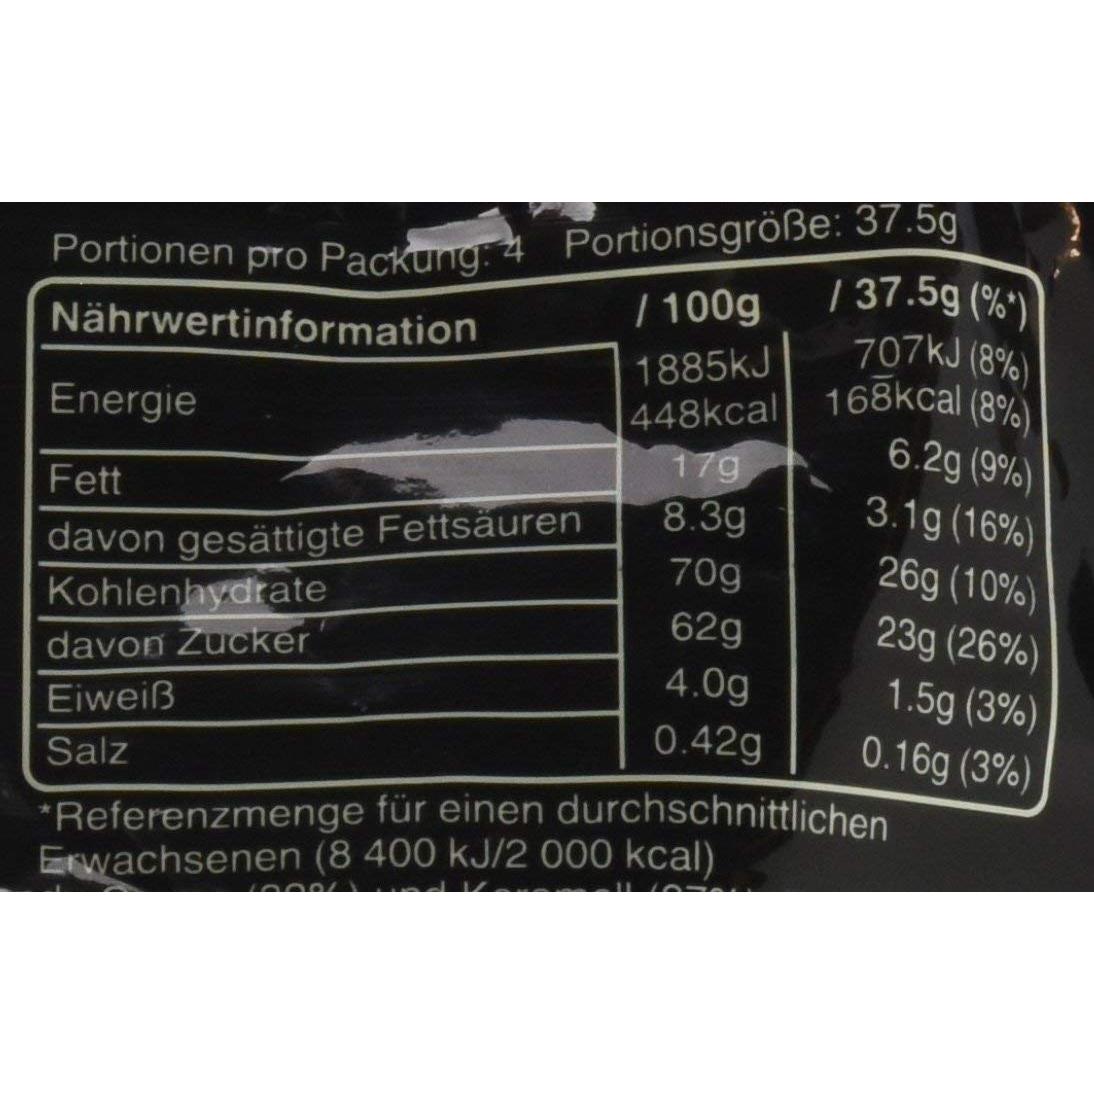 Portionen pro Packung: 4 Portionsgröße: 37.5g
Nährwertinformation / 100g / 37.5g (%*)
Energie 1885kJ 707kJ (8%)
448kcal 168kcal (8%)
Fett 17g 6.2g (9%)
davon gesättigte Fettsäuren 8.3g 3.1g (16%)
Kohlenhydrate 70g 26g (10%)
davon Zucker 62g 23g (26%)
Eiweiß 4.0g 1.5g (3%)
Salz 0.42g 0.16g (3%)
*Referenzmenge für einen durchschnittlichen
Erwachsenen (8 400 kJ/2 000 kcal)
und Karamell